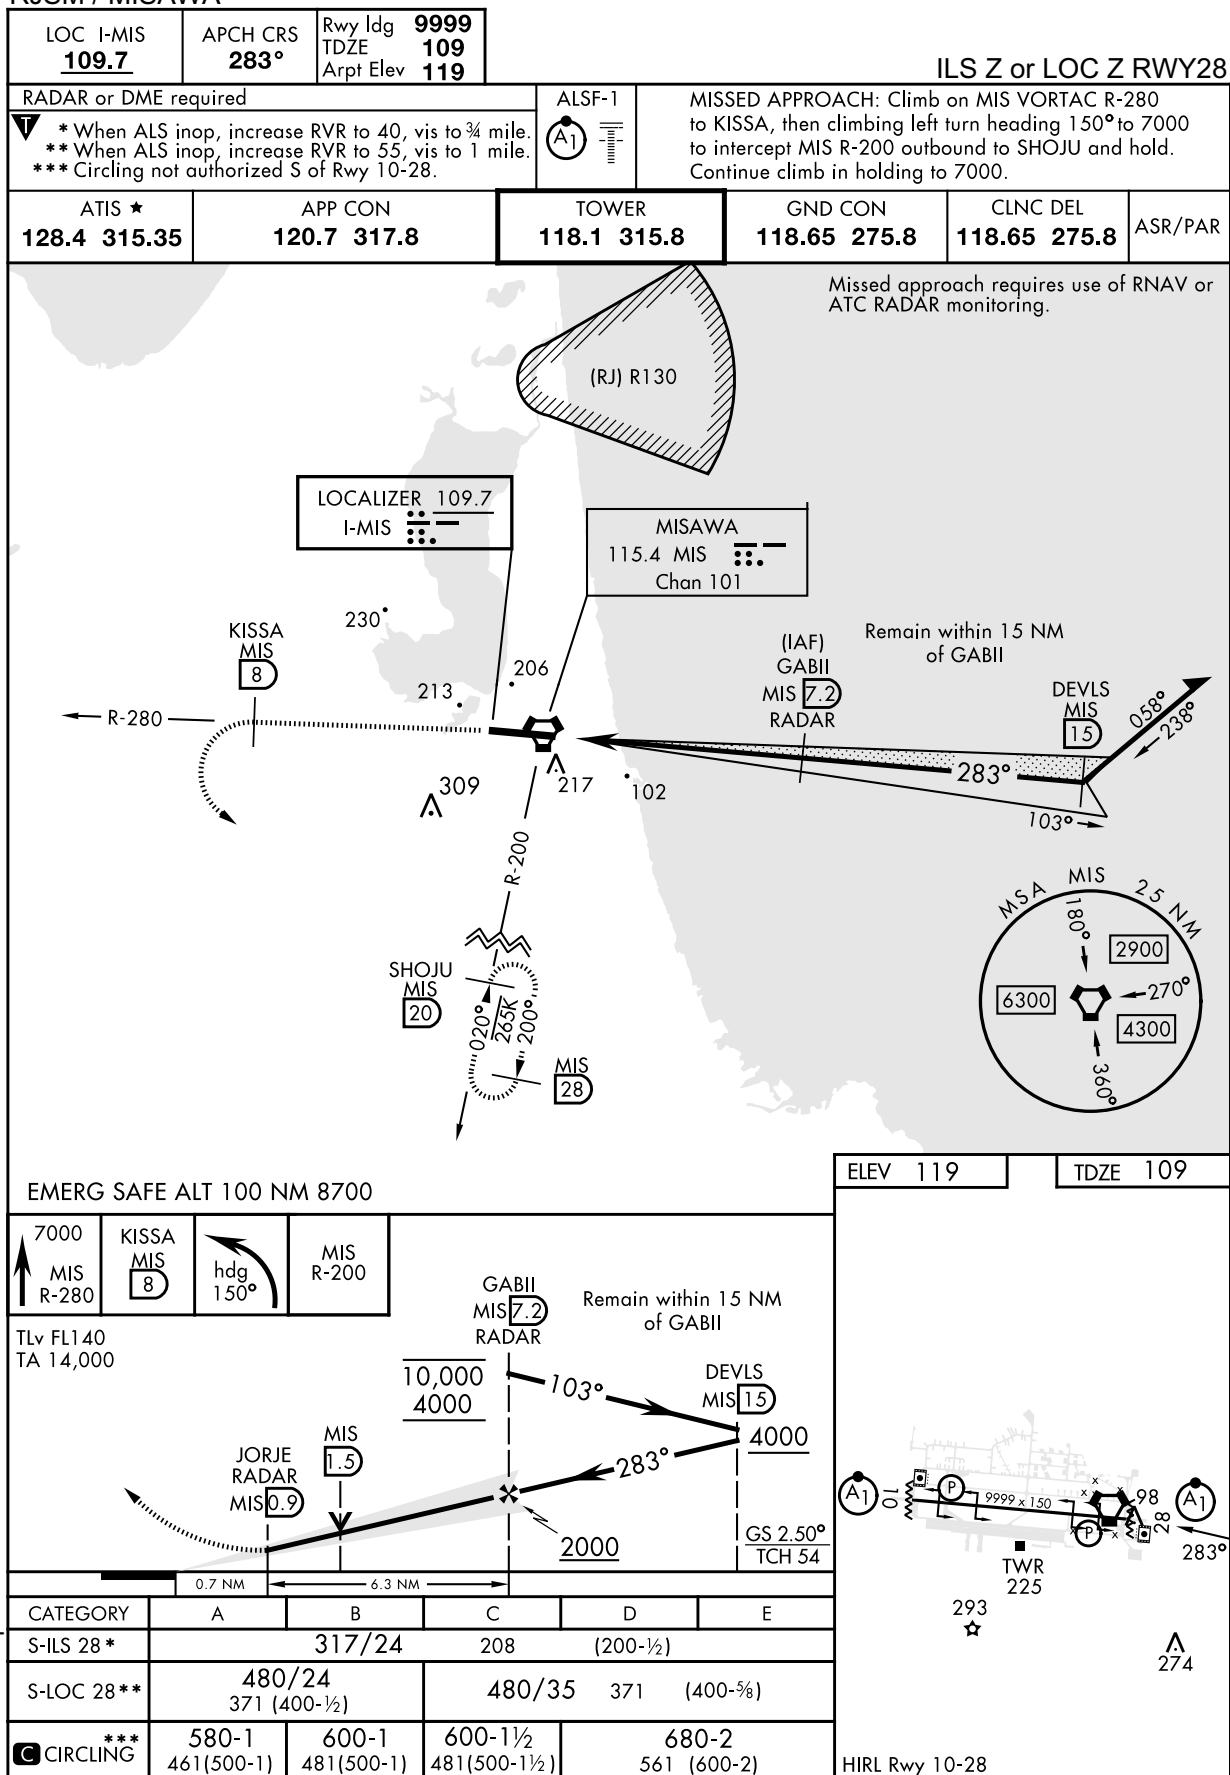 LOC I-MIS
109.7
APCH CRS
283°
Rwy ldg 9999
TDZE 109
Arpt Elev 119
ILS Z or LOC Z RWY28
RADAR or DME required
T
* When ALS inop, increase RVR to 40, vis to ¾ mile.
** When ALS inop, increase RVR to 55, vis to 1 mile.
*** Circling not authorized S of Rwy 10-28.
ALSF-1
A1
MISSED APPROACH: Climb on MIS VORTAC R-280
to KISSA, then climbing left turn heading 150° to 7000
to intercept MIS R-200 outbound to SHOJU and hold.
Continue climb in holding to 7000.
ATIS ★
128.4 315.35
APP CON
120.7 317.8
TOWER
118.1 315.8
GND CON
118.65 275.8
CLNC DEL
118.65 275.8
ASR/PAR
Missed approach requires use of RNAV or
ATC RADAR monitoring.
(RJ) R130
LOCALIZER 109.7
I-MIS
MISAWA
115.4 MIS
Chan 101
230
KISSA
MIS
8
213
206
R-280
309
217
102
(IAF)
GABII
MIS 7.2
RADAR
Remain within 15 NM
of GABII
DEVLS
MIS
15
058°
238°
283°
103°
R-200
SHOJU
MIS
20
020°
265K
200°
MIS
28
MSA MIS 25 NM
180°
2900
6300
270°
4300
360°
EMERG SAFE ALT 100 NM 8700
ELEV 119
TDZE 109
7000
MIS
R-280
KISSA
MIS
8
hdg
150°
MIS
R-200
TLv FL140
TA 14,000
GABII
MIS 7.2
RADAR
Remain within 15 NM
of GABII
10,000
4000
103°
DEVLS
MIS 15
4000
283°
MIS
1.5
JORJE
RADAR
MIS 0.9
2000
GS 2.50°
TCH 54
0.7 NM
6.3 NM
A1
10
P
9999 x 150
P
98
28
A1
283°
TWR
225
293
274
HIRL Rwy 10-28
CATEGORY A B C D E
S-ILS 28* 317/24 208 (200-½)
S-LOC 28** 480/24 371 (400-½) 480/35 371 (400-⅝)
C CIRCLING *** 580-1 600-1 600-1½ 680-2
461(500-1) 481(500-1) 481(500-1½) 561 (600-2)